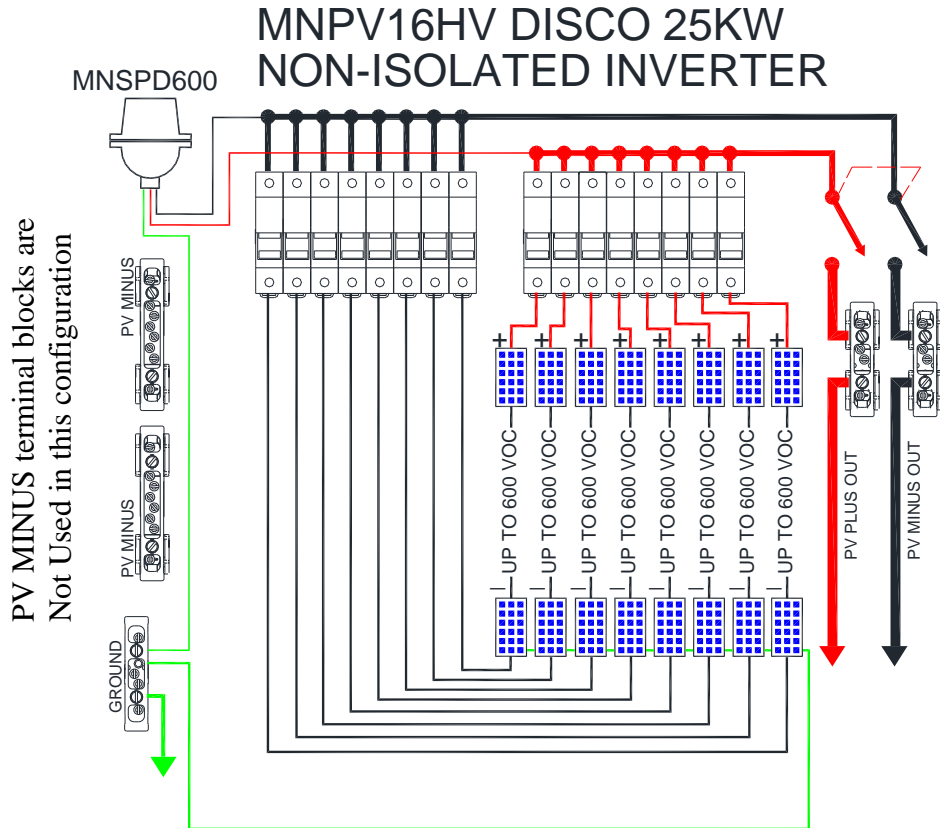 MNPV16HV DISCO 25KW
NON-ISOLATED INVERTER
MNSPD600
PV MINUS terminal blocks are
Not Used in this configuration
PV MINUS
PV MINUS
GROUND
+
+
+
+
+
+
+
+
UP TO 600 VOC
UP TO 600 VOC
UP TO 600 VOC
UP TO 600 VOC
UP TO 600 VOC
UP TO 600 VOC
UP TO 600 VOC
UP TO 600 VOC
–
–
–
–
–
–
–
–
PV PLUS OUT
PV MINUS OUT